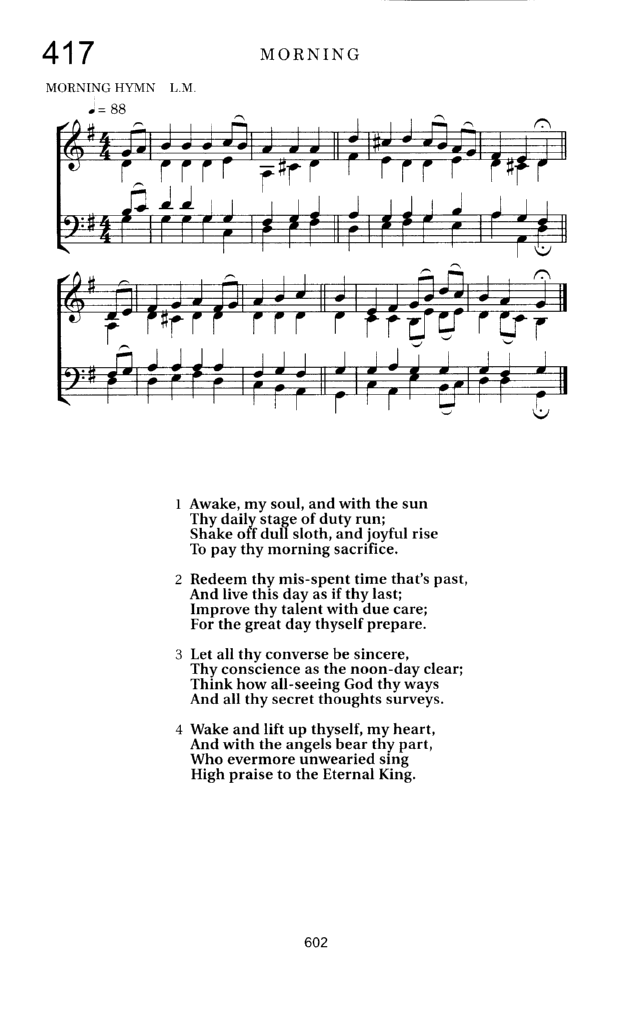 417
MORNING
MORNING HYMN L.M.
♩ = 88
1 Awake, my soul, and with the sun
Thy daily stage of duty run;
Shake off dull sloth, and joyful rise
To pay thy morning sacrifice.
2 Redeem thy mis-spent time that's past,
And live this day as if thy last;
Improve thy talent with due care;
For the great day thyself prepare.
3 Let all thy converse be sincere,
Thy conscience as the noon-day clear;
Think how all-seeing God thy ways
And all thy secret thoughts surveys.
4 Wake and lift up thyself, my heart,
And with the angels bear thy part,
Who evermore unwearied sing
High praise to the Eternal King.
602